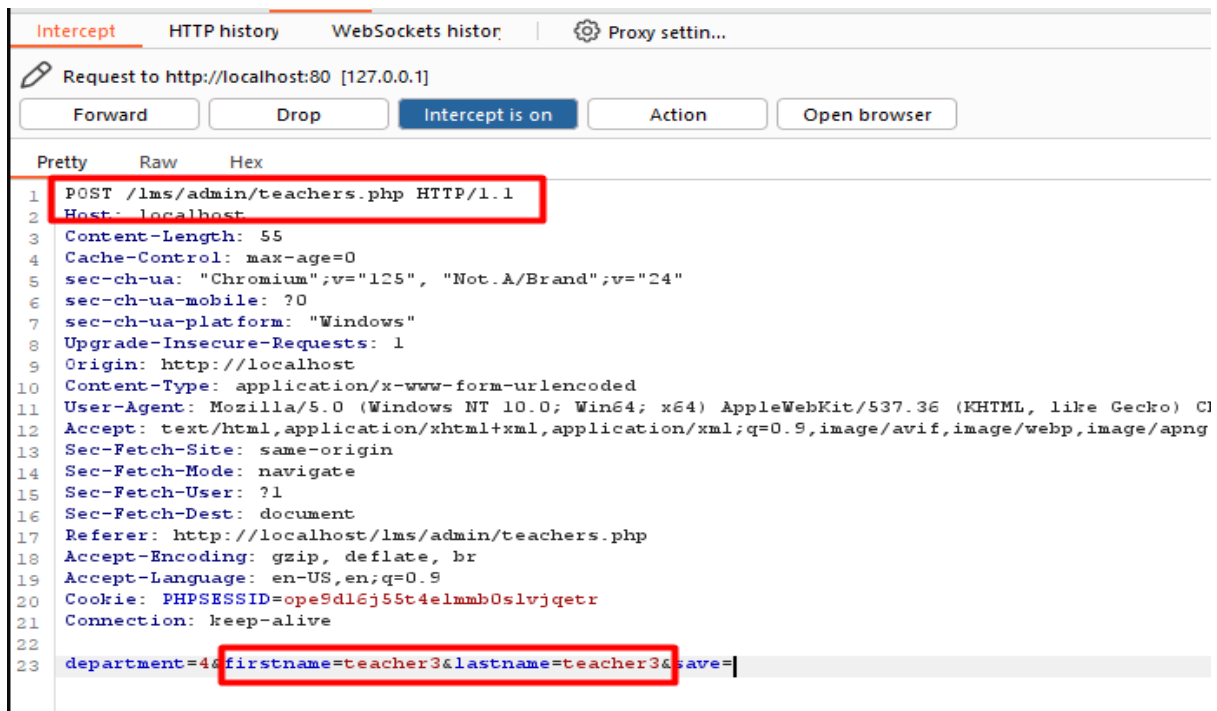 Intercept HTTP history WebSockets histor Proxy settin...
Request to http://localhost:80 [127.0.0.1]
Forward Drop Intercept is on Action Open browser
Pretty Raw Hex
1 POST /lms/admin/teachers.php HTTP/1.1
2 Host: localhost
3 Content-Length: 55
4 Cache-Control: max-age=0
5 sec-ch-ua: "Chromium";v="125", "Not.A/Brand";v="24"
6 sec-ch-ua-mobile: ?0
7 sec-ch-ua-platform: "Windows"
8 Upgrade-Insecure-Requests: 1
9 Origin: http://localhost
10 Content-Type: application/x-www-form-urlencoded
11 User-Agent: Mozilla/5.0 (Windows NT 10.0; Win64; x64) AppleWebKit/537.36 (KHTML, like Gecko)
12 Accept: text/html,application/xhtml+xml,application/xml;q=0.9,image/avif,image/webp,image/apng
13 Sec-Fetch-Site: same-origin
14 Sec-Fetch-Mode: navigate
15 Sec-Fetch-User: ?1
16 Sec-Fetch-Dest: document
17 Referer: http://localhost/lms/admin/teachers.php
18 Accept-Encoding: gzip, deflate, br
19 Accept-Language: en-US,en;q=0.9
20 Cookie: PHPSESSID=ope9dl6j55t4elmmb0slvjqetr
21 Connection: keep-alive
22
23 department=4&firstname=teacher3&lastname=teacher3&save=